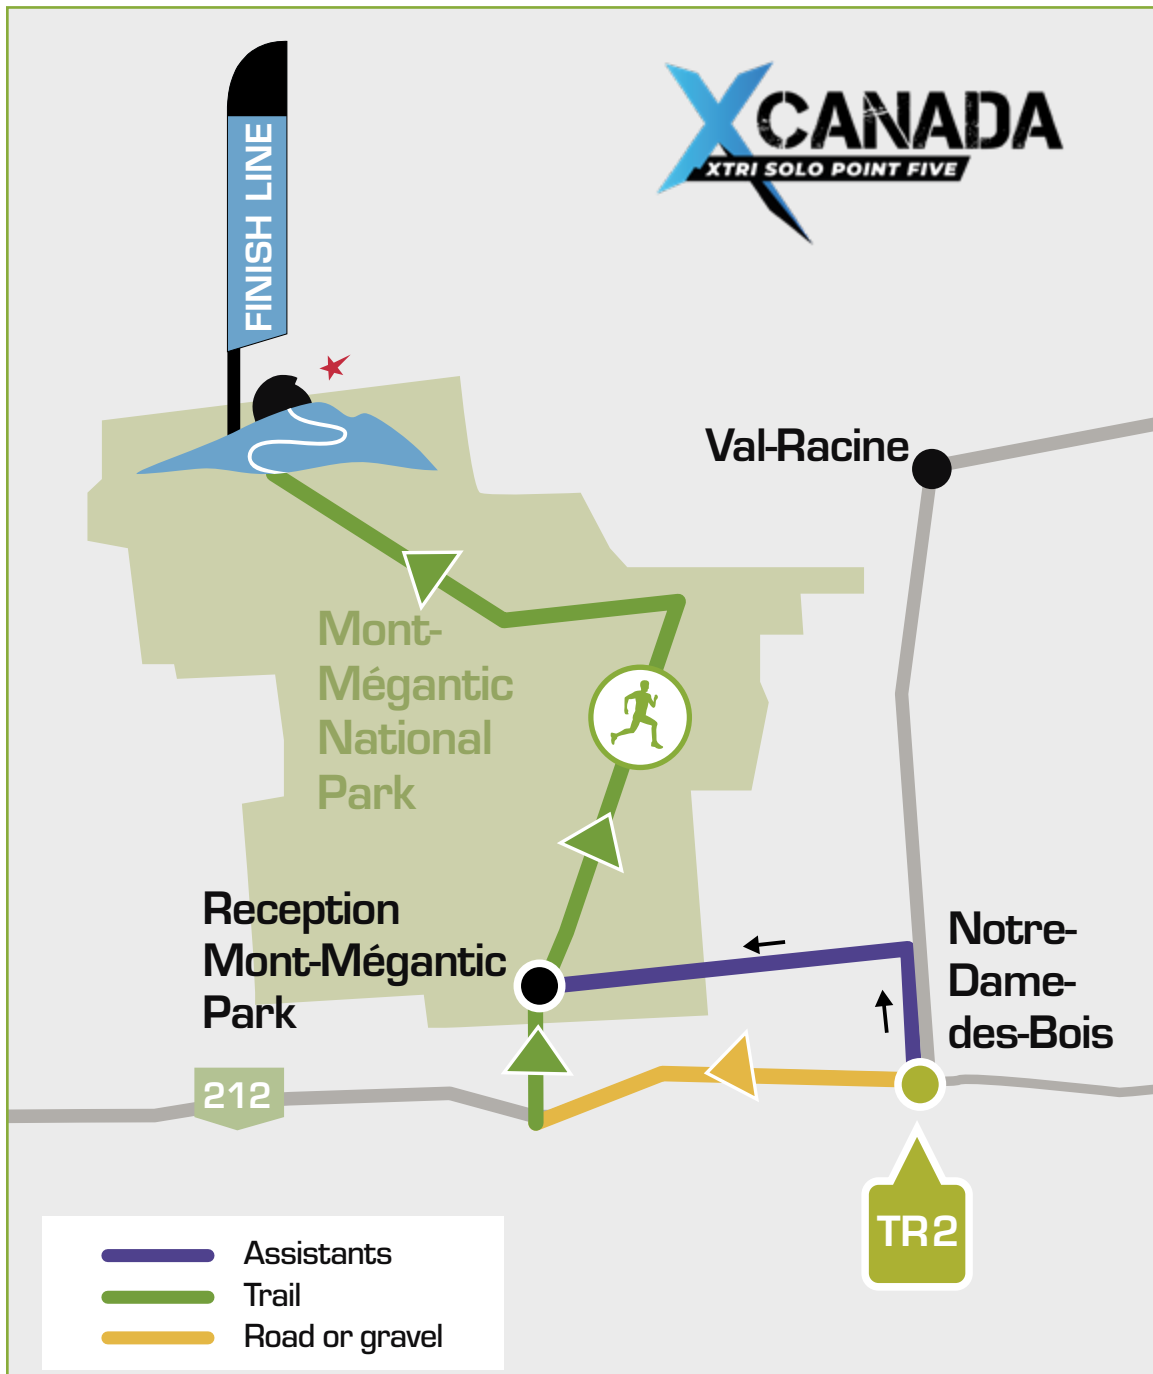 XCANADA
XTRI SOLO POINT FIVE
FINISH LINE
Val-Racine
Mont-
Mégantic
National
Park
Reception
Mont-Mégantic
Park
Notre-
Dame-
des-Bois
212
TR2
Assistants
Trail
Road or gravel